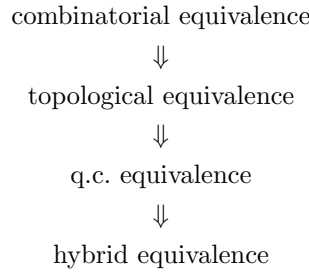 combinatorial equivalence
⇓
topological equivalence
⇓
q.c. equivalence
⇓
hybrid equivalence